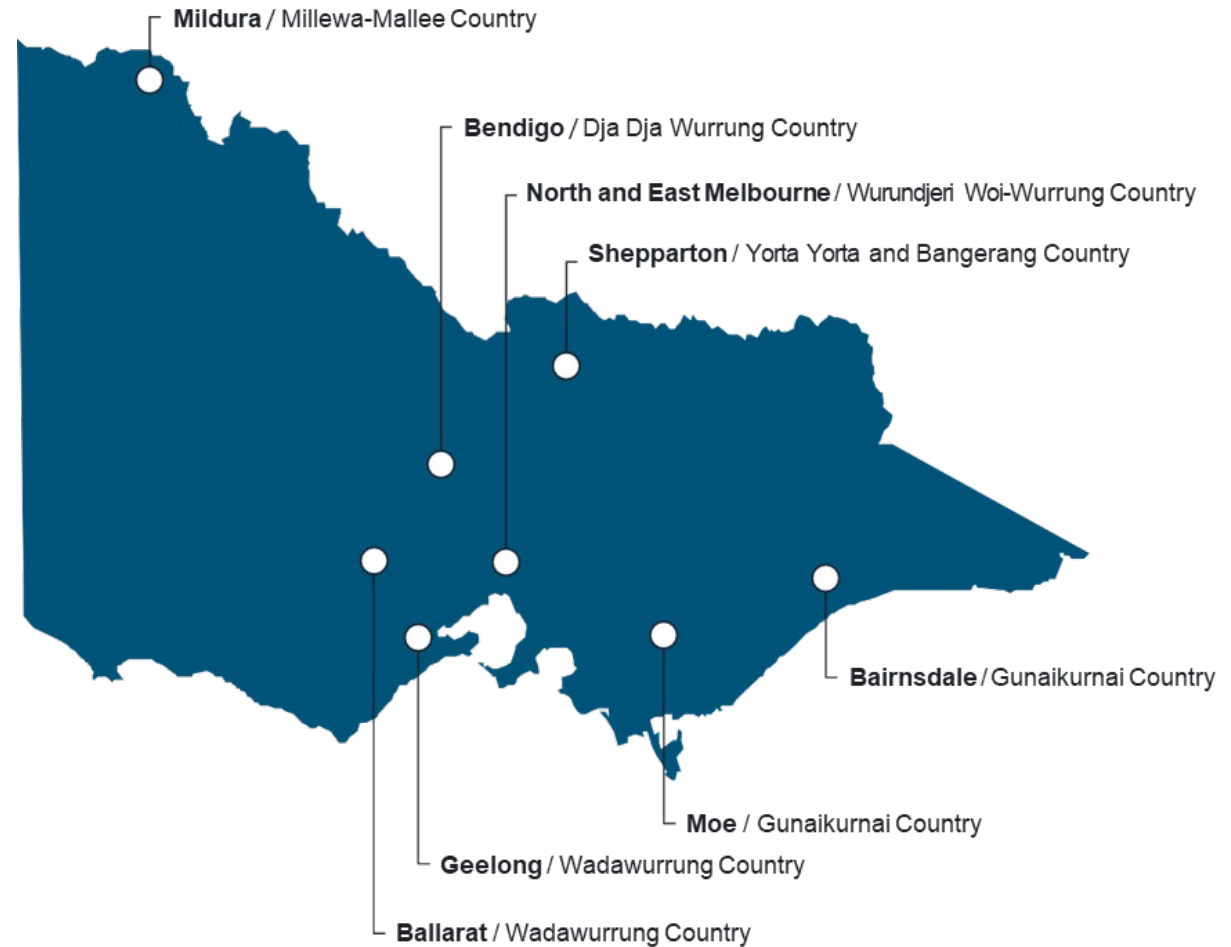 Mildura / Millewa-Mallee Country
Bendigo / Dja Dja Wurrung Country
North and East Melbourne / Wurundjeri Woi-Wurrung Country
Shepparton / Yorta Yorta and Bangerang Country
Bairnsdale / Gunaikurnai Country
Moe / Gunaikurnai Country
Geelong / Wadawurrung Country
Ballarat / Wadawurrung Country